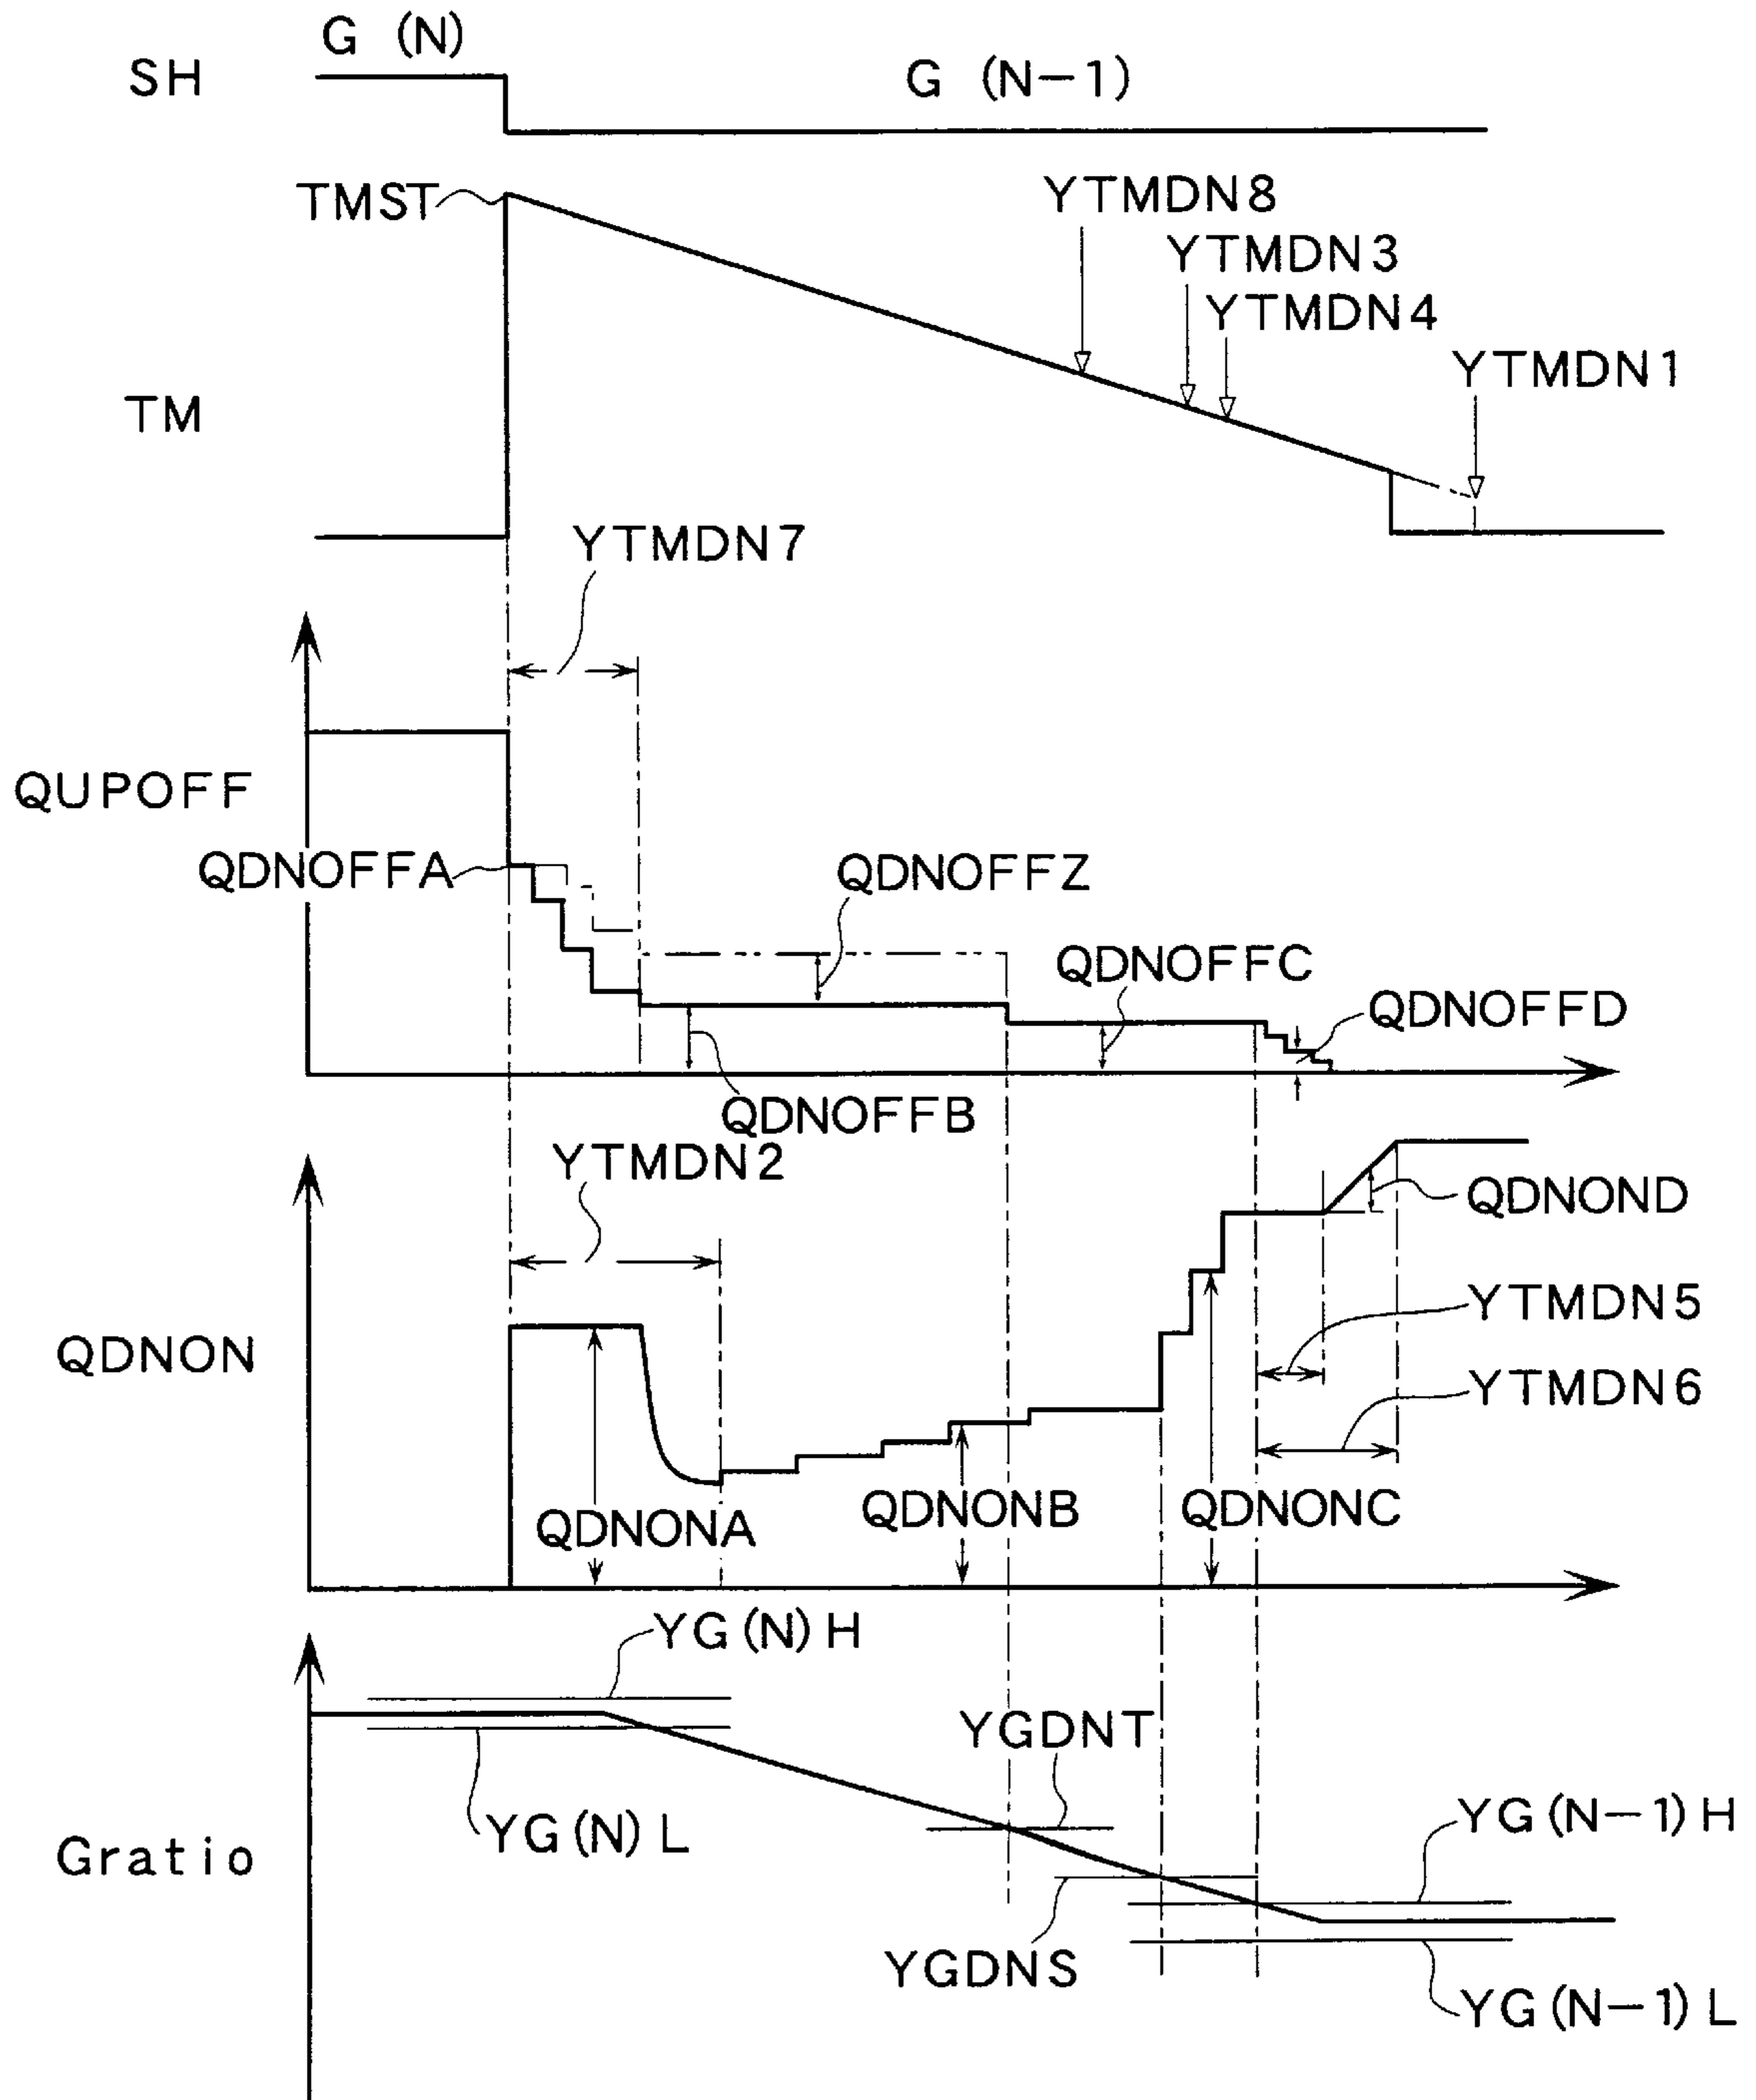 G (N)
SH
G (N-1)
TMST
YTMDN8
YTMDN3
YTMDN4
YTMDN1
TM
YTMDN7
QUPOFF
QDNOFFA
QDNOFFZ
QDNOFFC
QDNOFFD
QDNOFFB
YTMDN2
QDNOND
YTMDN5
QDNON
YTMDN6
QDNONA
QDNONB
QDNONC
YG(N)H
YGDNT
YG(N)L
YG(N-1)H
Gratio
YGDNS
YG(N-1)L